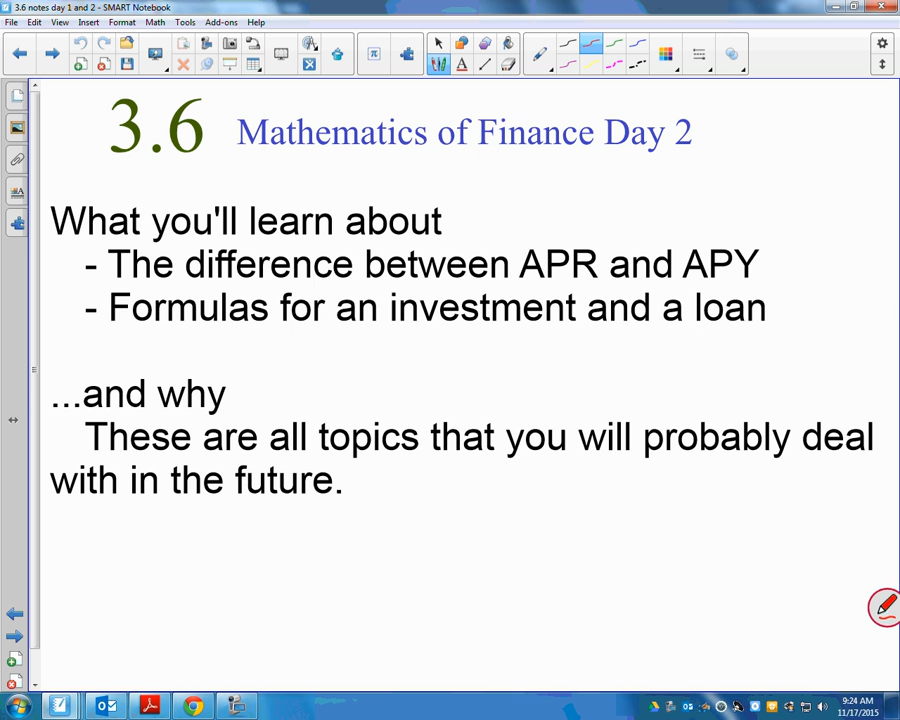 3.6 notes day 1 and 2 - SMART Notebook
File Edit View Insert Format Math Tools Add-ons Help
3.6 Mathematics of Finance Day 2
What you'll learn about
- The difference between APR and APY
- Formulas for an investment and a loan
...and why
These are all topics that you will probably deal
with in the future.
9:24 AM
11/17/2015